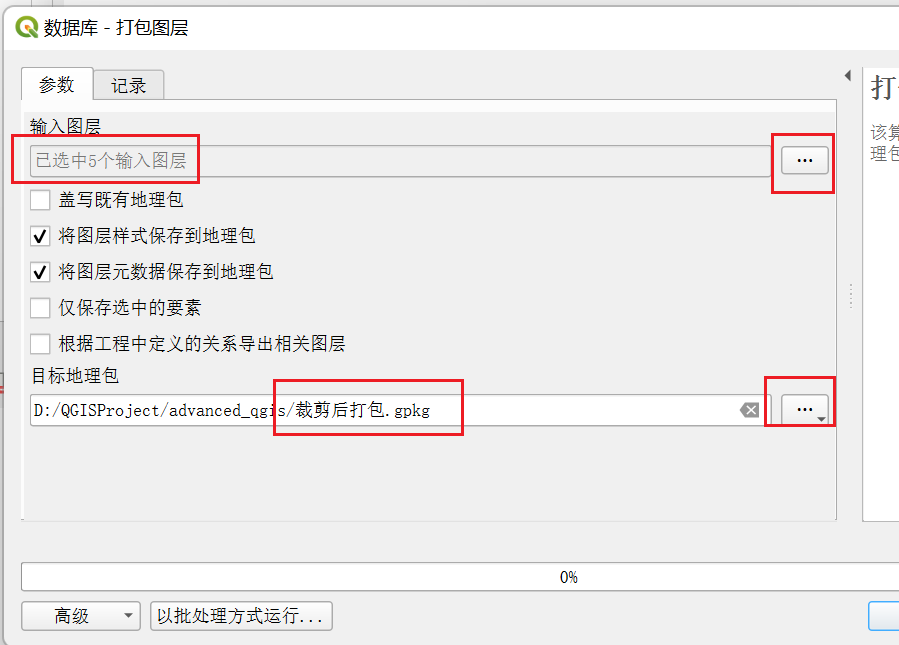 数据库 - 打包图层
参数
记录
输入图层
已选中5个输入图层
...
盖写既有地理包
将图层样式保存到地理包
将图层元数据保存到地理包
仅保存选中的要素
根据工程中定义的关系导出相关图层
目标地理包
D:/QGISProject/advanced_qgis/裁剪后打包.gpkg
...
打
该算
理包
0%
高级
以批处理方式运行...